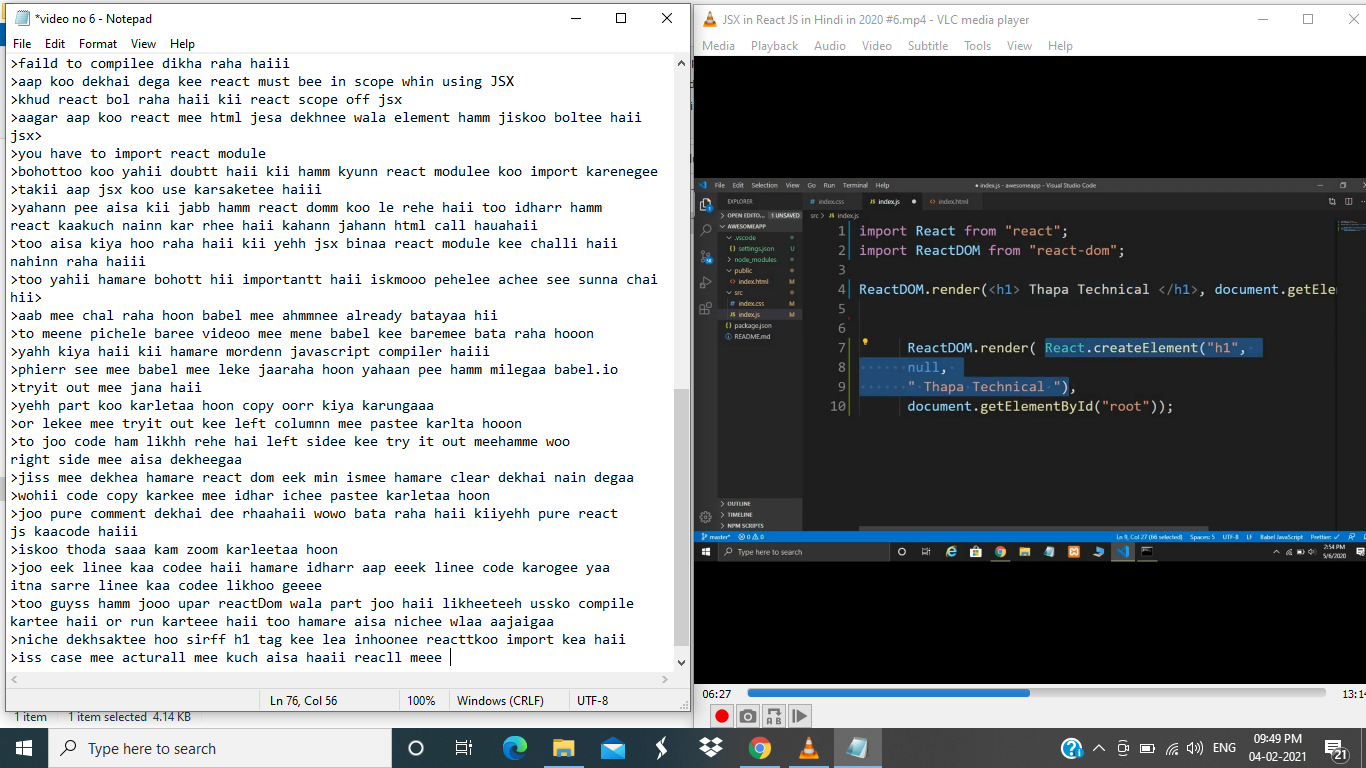 *video no 6 - Notepad
File Edit Format View Help
>faild to compilee dikha raha haiii
>aap koo dekhai dega kee react must bee in scope whin using JSX
>khud react bol raha haii kii react scope off jsx
>aagar aap koo react mee html jesa dekhnee wala element hamm jiskoo boltee haii
jsx>
>you have to import react module
>bohottoo koo yahii doubtt haii kii hamm kyunn react modulee koo import karenegee
>takii aap jsx koo use karsaketee haiii
>yahann pee aisa kii jabb hamm react domm koo le rehe haii too idharr hamm
react kaakuch nainn kar rhee haii kahann jahann html call hauahaii
>too aisa kiya hoo raha haii kii yehh jsx binaa react module kee challi haii
nahinn raha haiii
>too yahii hamare bohott hii importantt haii iskmoo pehelee achee see sunna chai
hii>
>aab mee chal raha hoon babel mee ahmmnee already batayaa hii
>to meene pichele baree videoo mee mene babel kee baremee bata raha hooon
>yahh kiya haii kii hamare mordenn javascript compiler haiii
>phierr see mee babel mee leke jaaraha hoon yahaan pee hamm milegaa babel.io
>tryit out mee jana haii
>yehh part koo karletaa hoon copy oorr kiya karungaaa
>or lekee mee tryit out kee left columnn mee pastee karlta hooon
>to joo code ham likhh rehe hai left sidee kee try it out meehamme woo
right side mee aisa dekheegaa
>jiss mee dekhea hamare react dom eek min ismee hamare clear dekhai nain degaa
>wohii code copy karkee mee idhar ichee pastee karletaa hoon
>joo pure comment dekhai dee rhaahaii wowo bata raha haii kiiyehh pure react
js kaacode haiii
>iskoo thoda saaa kam zoom karleetaa hoon
>joo eek linee kaa codee haii hamare idharr aap eeek linee code karogee yaa
itna sarre linee kaa codee likhoo geeee
>too guyss hamm jooo upar reactDom wala part joo haii likheeteeh ussko compile
kartee haii or run karteee haii too hamare aisa nichee wlaa aajaigaa
>niche dekhsaktee hoo sirff h1 tag kee lea inhoonee reacttkoo import kea haii
>iss case mee acturall mee kuch aisa haaii reacll meee
Ln 76, Col 56 100% Windows (CRLF) UTF-8
1 item 1 item selected 4.14 KB
JSX in React JS in Hindi in 2020 #6.mp4 - VLC media player
Media Playback Audio Video Subtitle Tools View Help
File Edit Selection View Go Run Terminal Help
● index.js - awesomeapp - Visual Studio Code
EXPLORER
OPEN EDITO... 1 UNSAVED
AWESOMEAPP
.vscode
settings.json U
node_modules
public
index.html M
src
index.css M
index.js M
package.json
README.md
OUTLINE
TIMELINE
NPM SCRIPTS
index.css index.js index.html
src > index.js
1 import React from "react";
2 import ReactDOM from "react-dom";
3
4 ReactDOM.render(<h1> Thapa Technical </h1>, document.getEle
5
6
7 ReactDOM.render( React.createElement("h1",
8 null,
9 " Thapa Technical "),
10 document.getElementById("root"));
master* 0 0 Ln 9, Col 27 (66 selected) Spaces: 5 UTF-8 LF Babel JavaScript Prettier: ✓
Type here to search
2:54 PM
5/6/2020
06:27
13:14
Type here to search
ENG
09:49 PM
04-02-2021
21